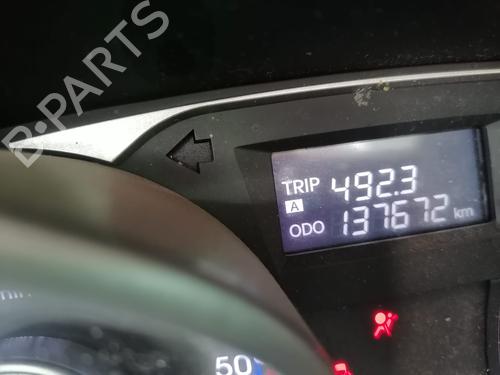 B-PARTS
TRIP 492.3
A
ODO 137672 km
50